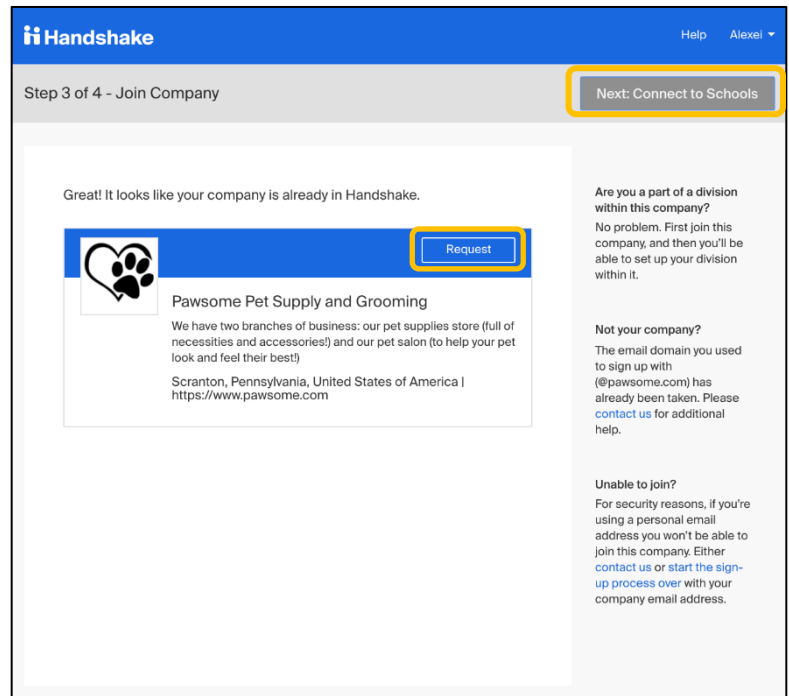 Handshake
Help
Alexei
Step 3 of 4 - Join Company
Next: Connect to Schools
Great! It looks like your company is already in Handshake.
Request
Pawsome Pet Supply and Grooming
We have two branches of business: our pet supplies store (full of
necessities and accessories!) and our pet salon (to help your pet
look and feel their best!)
Scranton, Pennsylvania, United States of America |
https://www.pawsome.com
Are you a part of a division
within this company?
No problem. First join this
company, and then you'll be
able to set up your division
within it.
Not your company?
The email domain you used
to sign up with
(@pawsome.com) has
already been taken. Please
contact us for additional
help.
Unable to join?
For security reasons, if you're
using a personal email
address you won't be able to
join this company. Either
contact us or start the sign-
up process over with your
company email address.